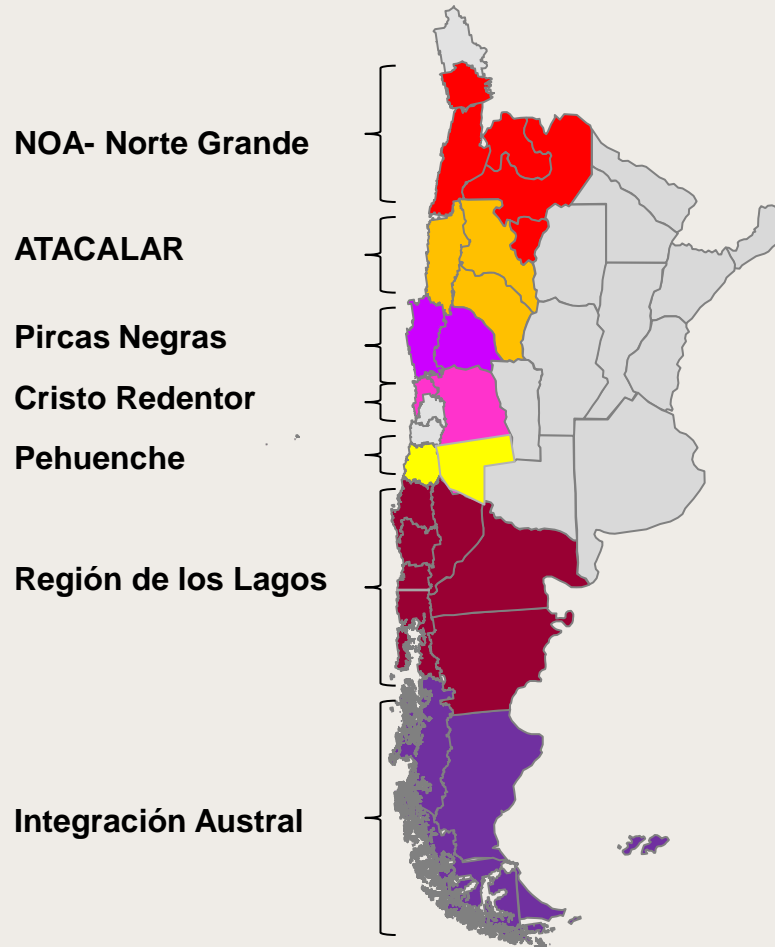 NOA- Norte Grande
ATACALAR
Pircas Negras
Cristo Redentor
Pehuenche
Región de los Lagos
Integración Austral